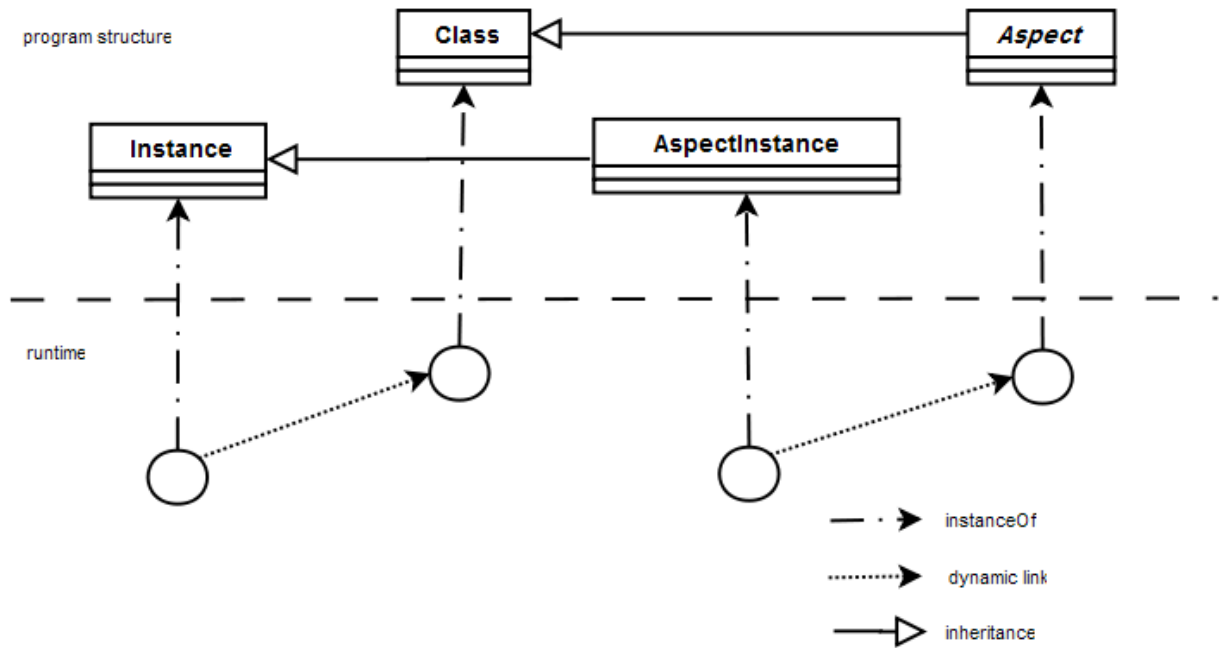 program structure
Class
Aspect
Instance
AspectInstance
runtime
instanceOf
dynamic link
inheritance